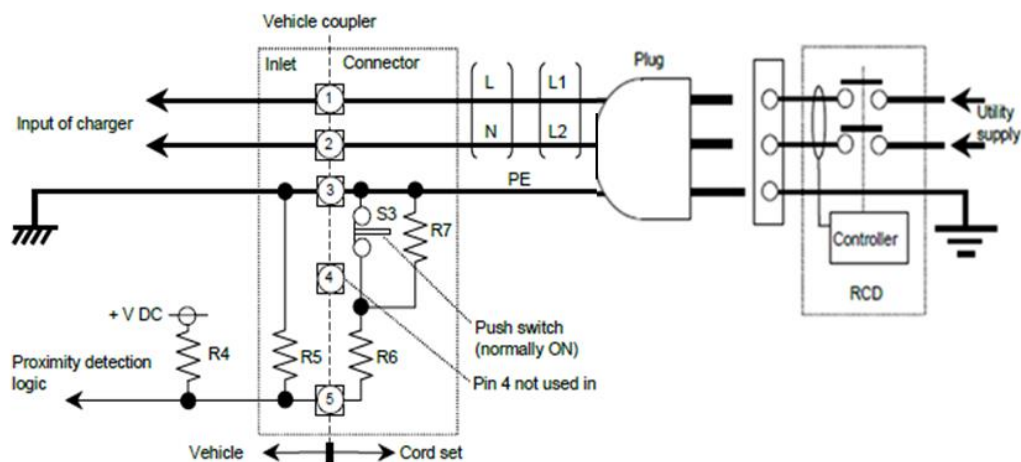 Vehicle coupler
Inlet
Connector
Plug
1
L
L1
Input of charger
Utility
supply
2
N
L2
3
PE
S3
R7
Controller
4
RCD
+ V DC
Push switch
(normally ON)
R4
R5
R6
Proximity detection
logic
Pin 4 not used in
5
Vehicle
Cord set